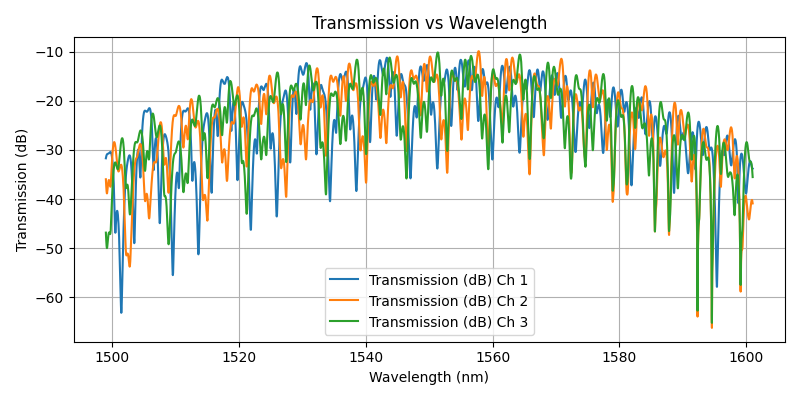 Transmission vs Wavelength
Transmission (dB)
−10
−20
−30
−40
−50
−60
1500
1520
1540
1560
1580
1600
Wavelength (nm)
Transmission (dB) Ch 1
Transmission (dB) Ch 2
Transmission (dB) Ch 3